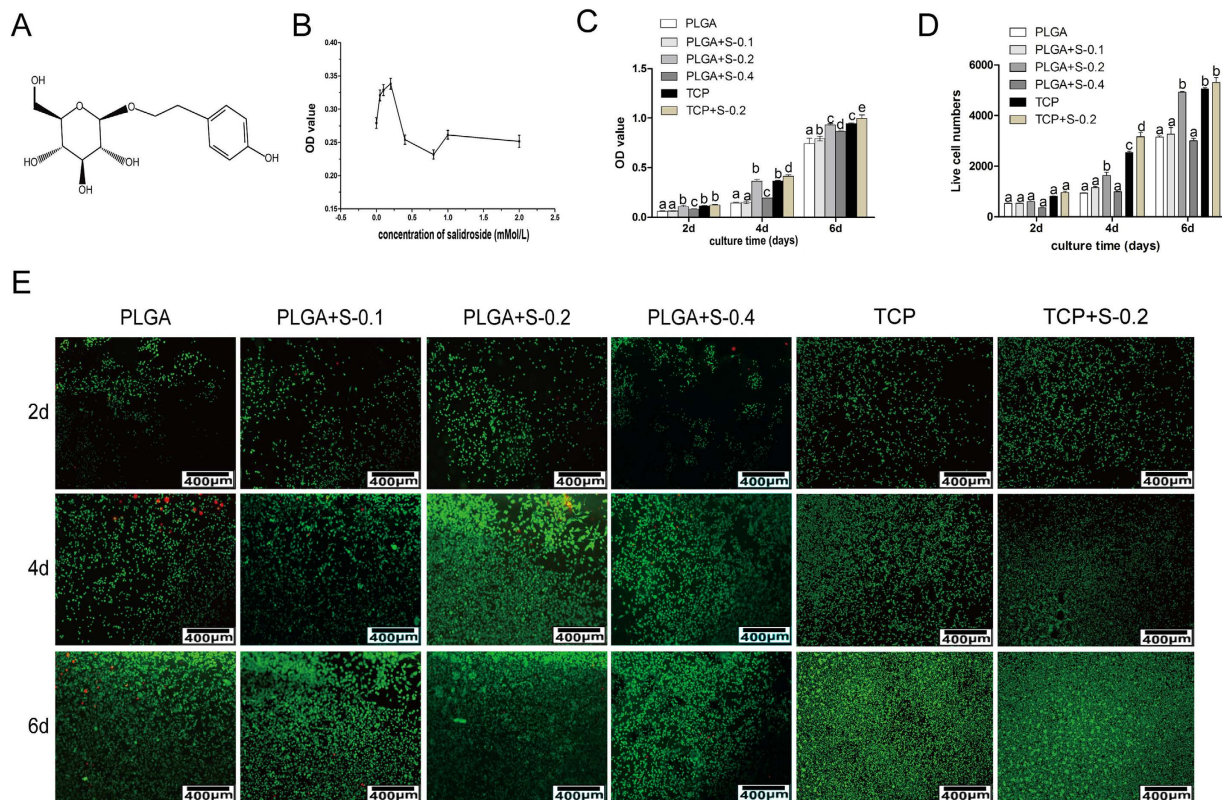 A
OH
O
O
HO
HO
OH
OH
OH
B
OD value
0.40
0.35
0.30
0.25
0.20
0.15
-0.5
0.0
0.5
1.0
1.5
2.0
2.5
concentration of salidroside (mMol/L)
C
PLGA
PLGA+S-0.1
PLGA+S-0.2
PLGA+S-0.4
TCP
TCP+S-0.2
OD value
1.5
1.0
0.5
0.0
a a b c b b
a a b c b d
a b c d c e
2d 4d 6d
culture time (days)
D
PLGA
PLGA+S-0.1
PLGA+S-0.2
PLGA+S-0.4
TCP
TCP+S-0.2
Live cell numbers
6000
4000
2000
0
a a a a a a
a a b a c d
a a b a b b
2d 4d 6d
culture time (days)
E
PLGA PLGA+S-0.1 PLGA+S-0.2 PLGA+S-0.4 TCP TCP+S-0.2
2d
400μm 400μm 400μm 400μm 400μm 400μm
4d
400μm 400μm 400μm 400μm 400μm 400μm
6d
400μm 400μm 400μm 400μm 400μm 400μm